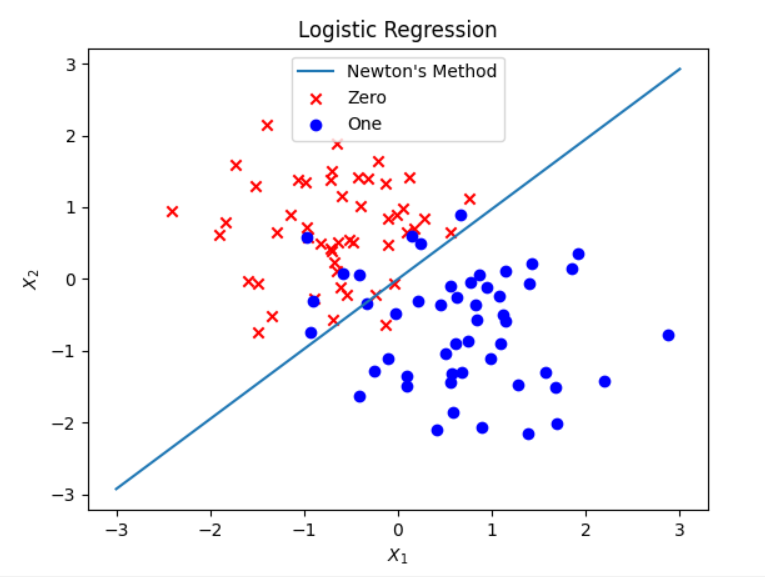 Logistic Regression
Newton's Method
Zero
One
3
2
1
0
−1
−2
−3
X₂
−3
−2
−1
0
1
2
3
X₁